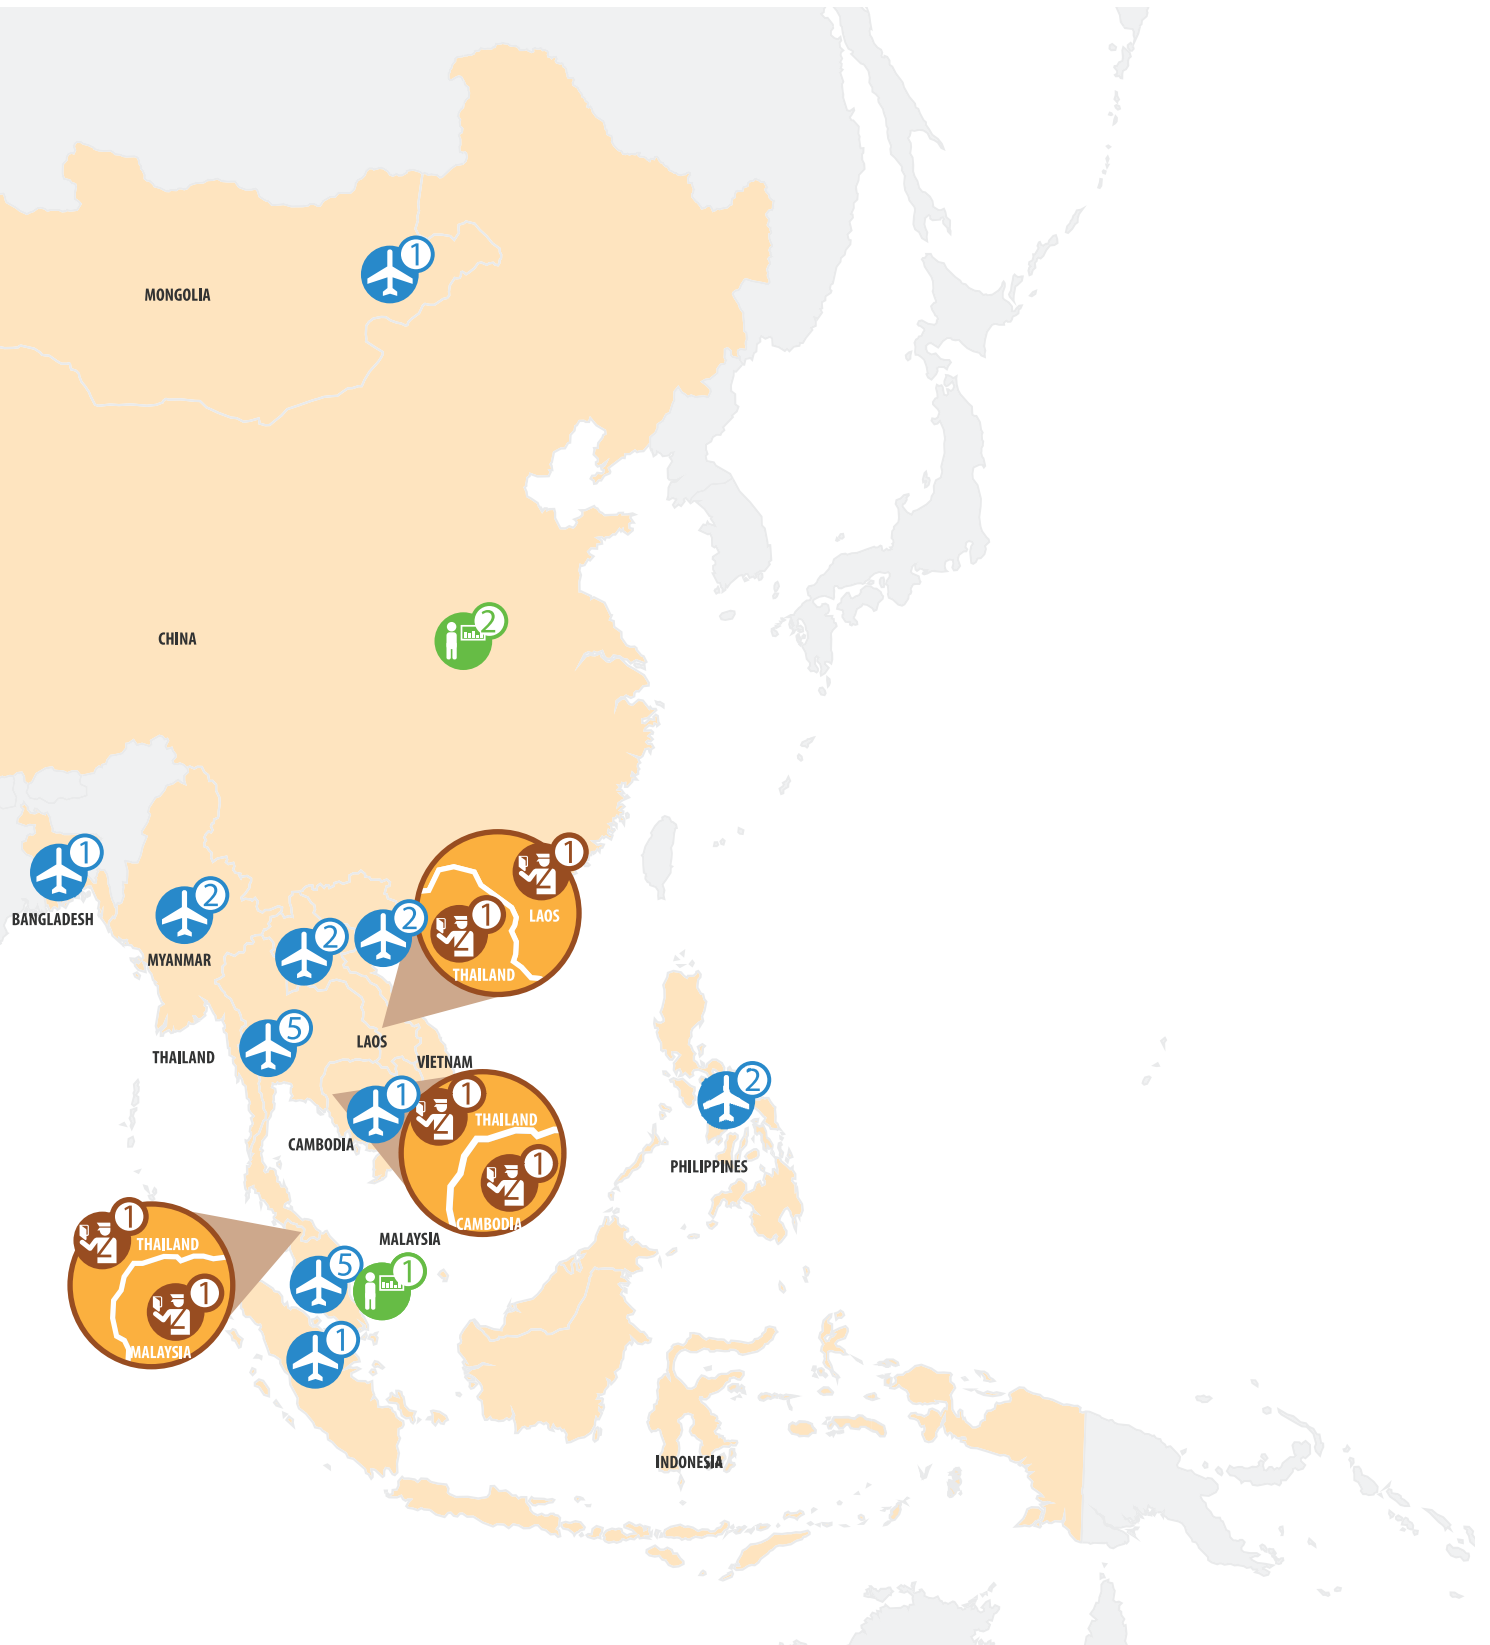 1
MONGOLIA
2
CHINA
1
BANGLADESH
2
MYANMAR
2
2
1
LAOS
1
THAILAND
5
THAILAND
LAOS
VIETNAM
1
CAMBODIA
1
THAILAND
1
CAMBODIA
2
PHILIPPINES
1
THAILAND
1
MALAYSIA
MALAYSIA
5
1
1
INDONESIA